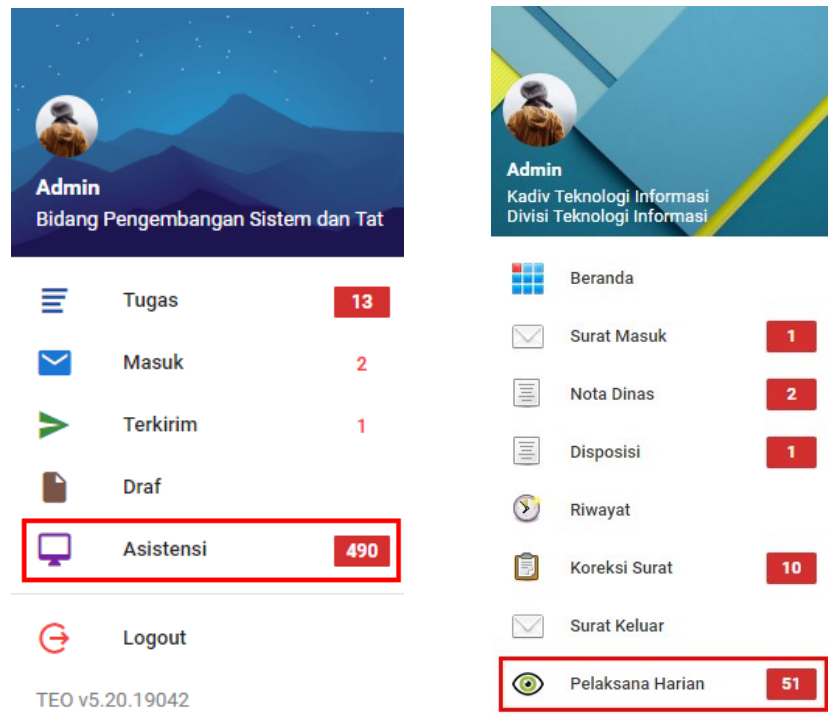 Admin
Bidang Pengembangan Sistem dan Tat
Tugas 13
Masuk 2
Terkirim 1
Draf
Asistensi 490
Logout
TEO v5.20.19042
Admin
Kadiv Teknologi Informasi
Divisi Teknologi Informasi
Beranda
Surat Masuk 1
Nota Dinas 2
Disposisi 1
Riwayat
Koreksi Surat 10
Surat Keluar
Pelaksana Harian 51